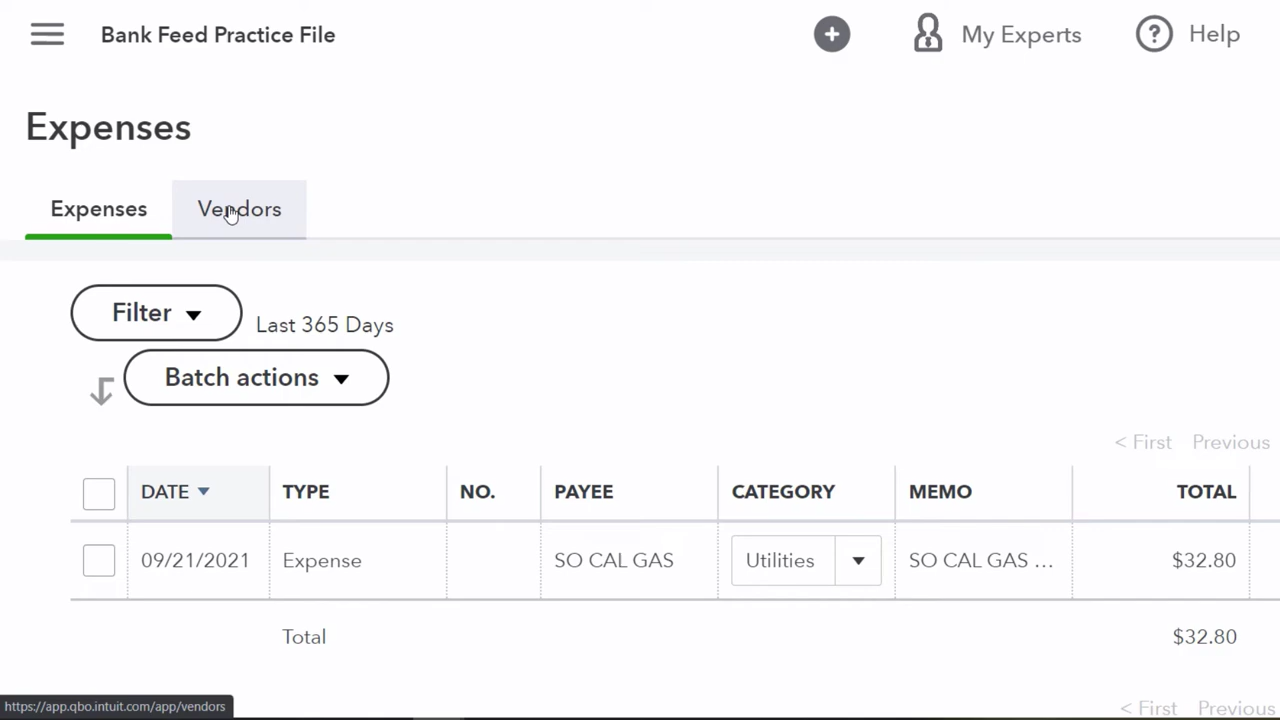 Bank Feed Practice File
My Experts
Help
Expenses
Expenses
Vendors
Filter
Last 365 Days
Batch actions
< First Previous
DATE TYPE NO. PAYEE CATEGORY MEMO TOTAL
09/21/2021 Expense SO CAL GAS Utilities SO CAL GAS ... $32.80
Total $32.80
https://app.qbo.intuit.com/app/vendors
< First Previous